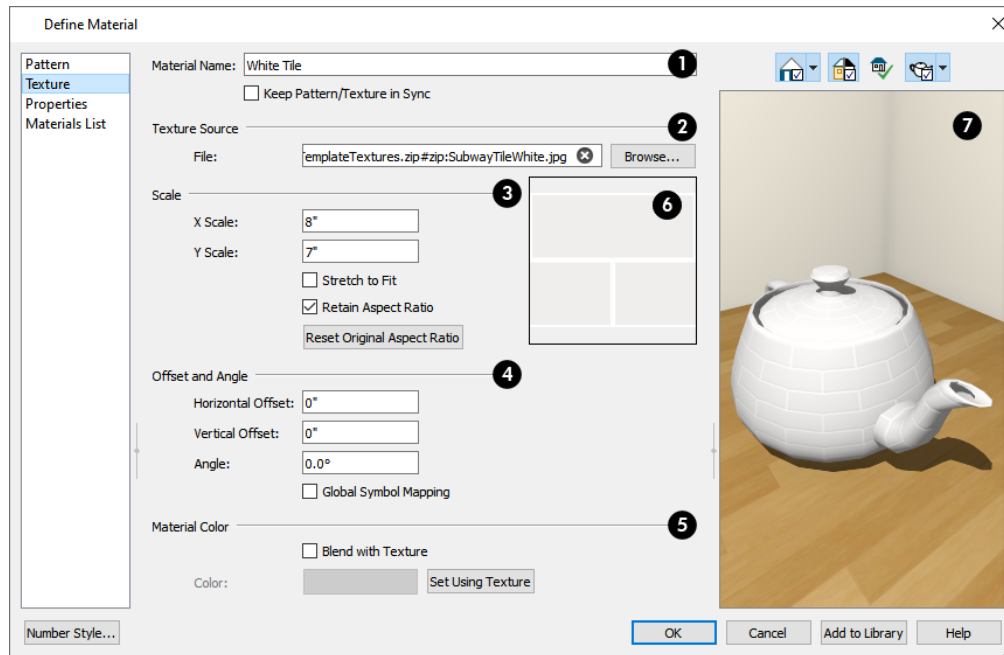 Define Material
Pattern
Texture
Properties
Materials List
Material Name: White Tile 1
Keep Pattern/Texture in Sync
Texture Source 2
File: emplateTextures.zip#zip:SubwayTileWhite.jpg Browse...
Scale 3
X Scale: 8"
Y Scale: 7"
Stretch to Fit
Retain Aspect Ratio
Reset Original Aspect Ratio
6
Offset and Angle 4
Horizontal Offset: 0"
Vertical Offset: 0"
Angle: 0.0°
Global Symbol Mapping
Material Color 5
Blend with Texture
Color: Set Using Texture
7
Number Style... OK Cancel Add to Library Help